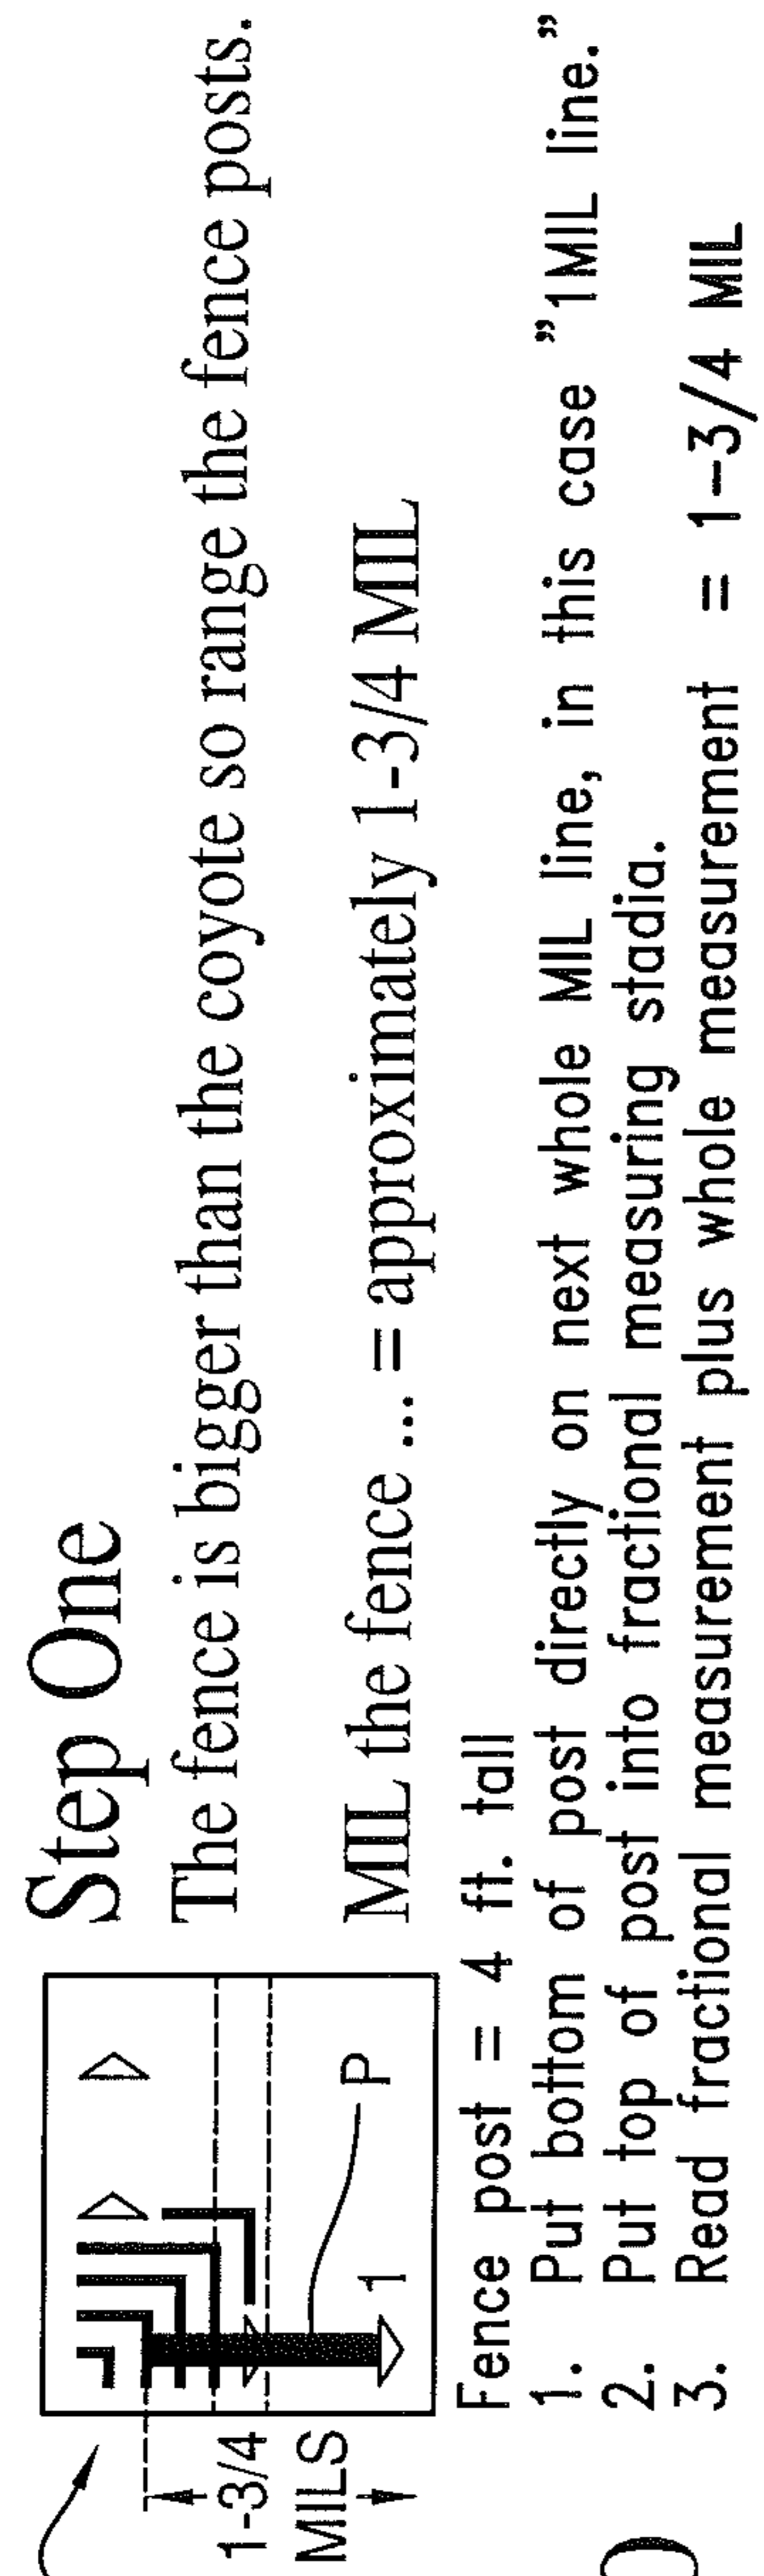 Step One
The fence is bigger than the coyote so range the fence posts.
MIL the fence ... = approximately 1-3/4 MIL
1-3/4
MILS
P
1
Fence post = 4 ft. tall
1. Put bottom of post directly on next whole MIL line, in this case "1MIL line."
2. Put top of post into fractional measuring stadia.
3. Read fractional measurement plus whole measurement = 1-3/4 MIL